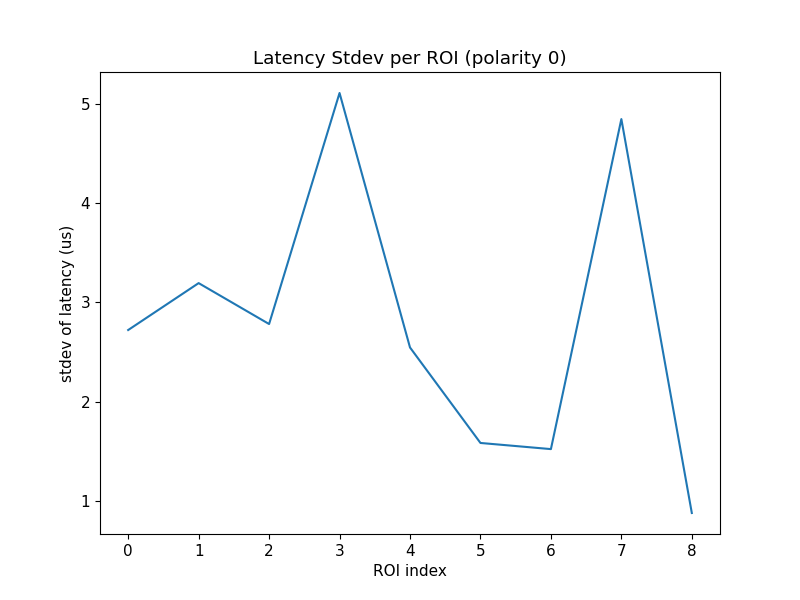 Latency Stdev per ROI (polarity 0)
stdev of latency (us)
5
4
3
2
1
0 1 2 3 4 5 6 7 8
ROI index